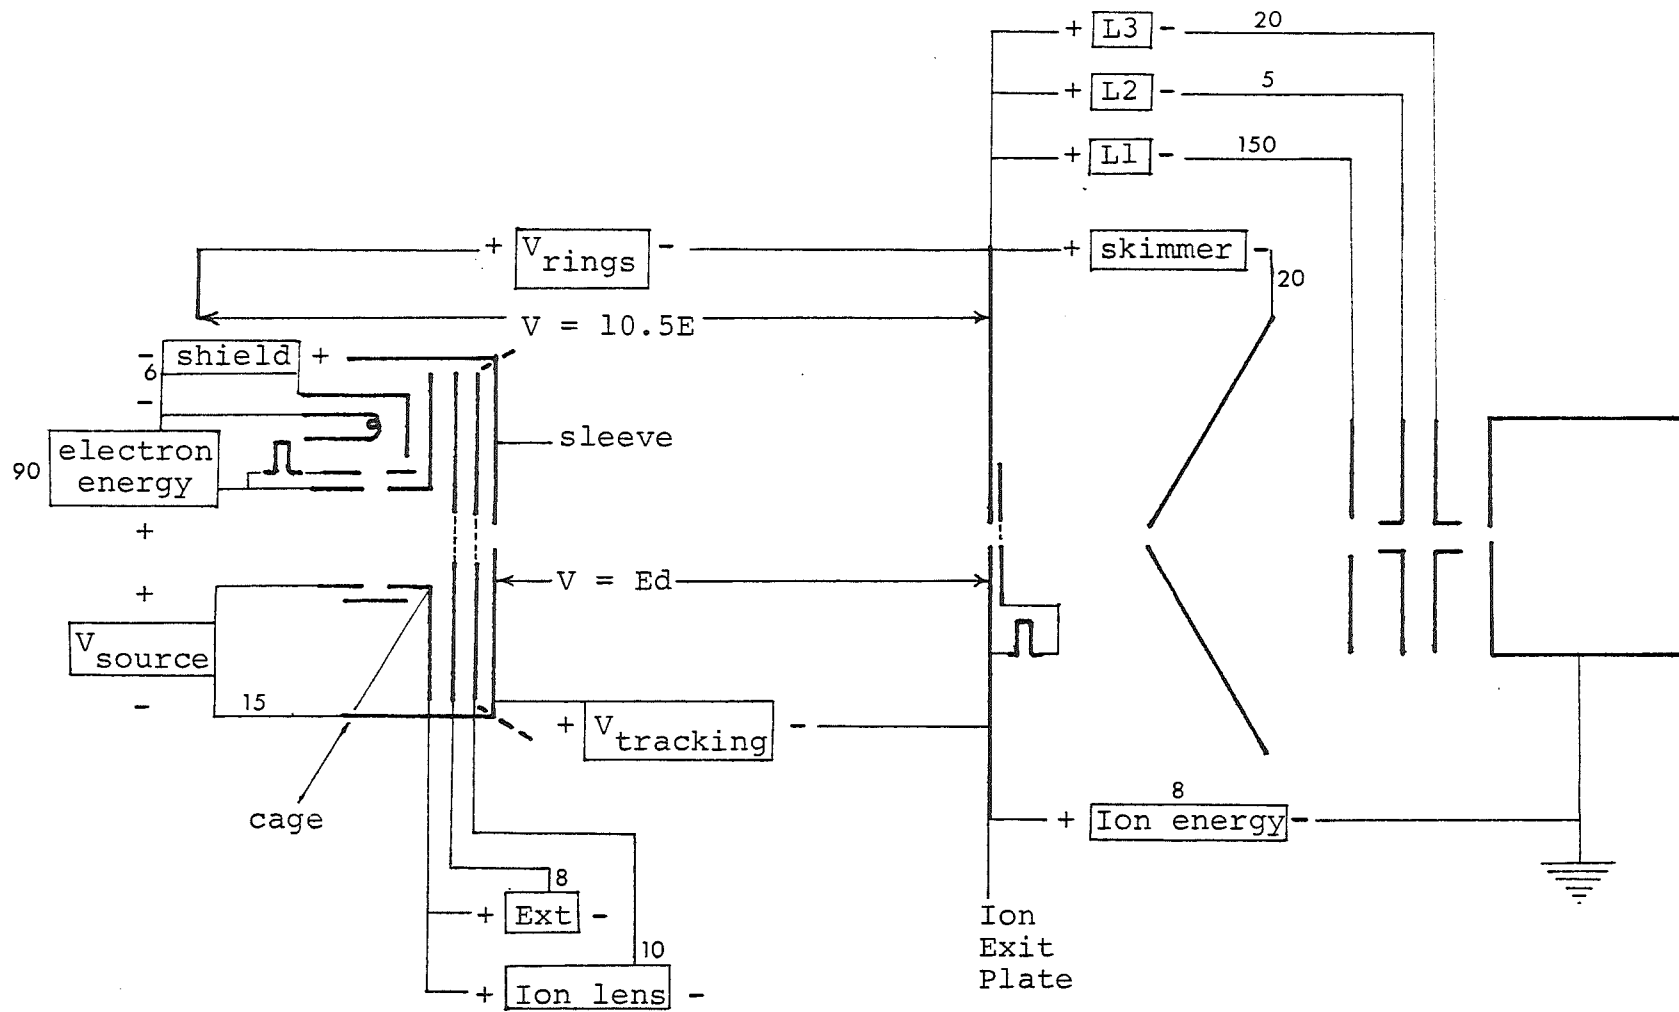 + L3 - 20
+ L2 - 5
+ L1 - 150
+ V rings -
+ skimmer -
20
V = 10.5E
- shield +
6
-
sleeve
90 electron energy
+
V = Ed
+
V source
-
15
+ V tracking -
cage
8
+ Ion energy -
8
+ Ext -
Ion
Exit
Plate
10
+ Ion lens -